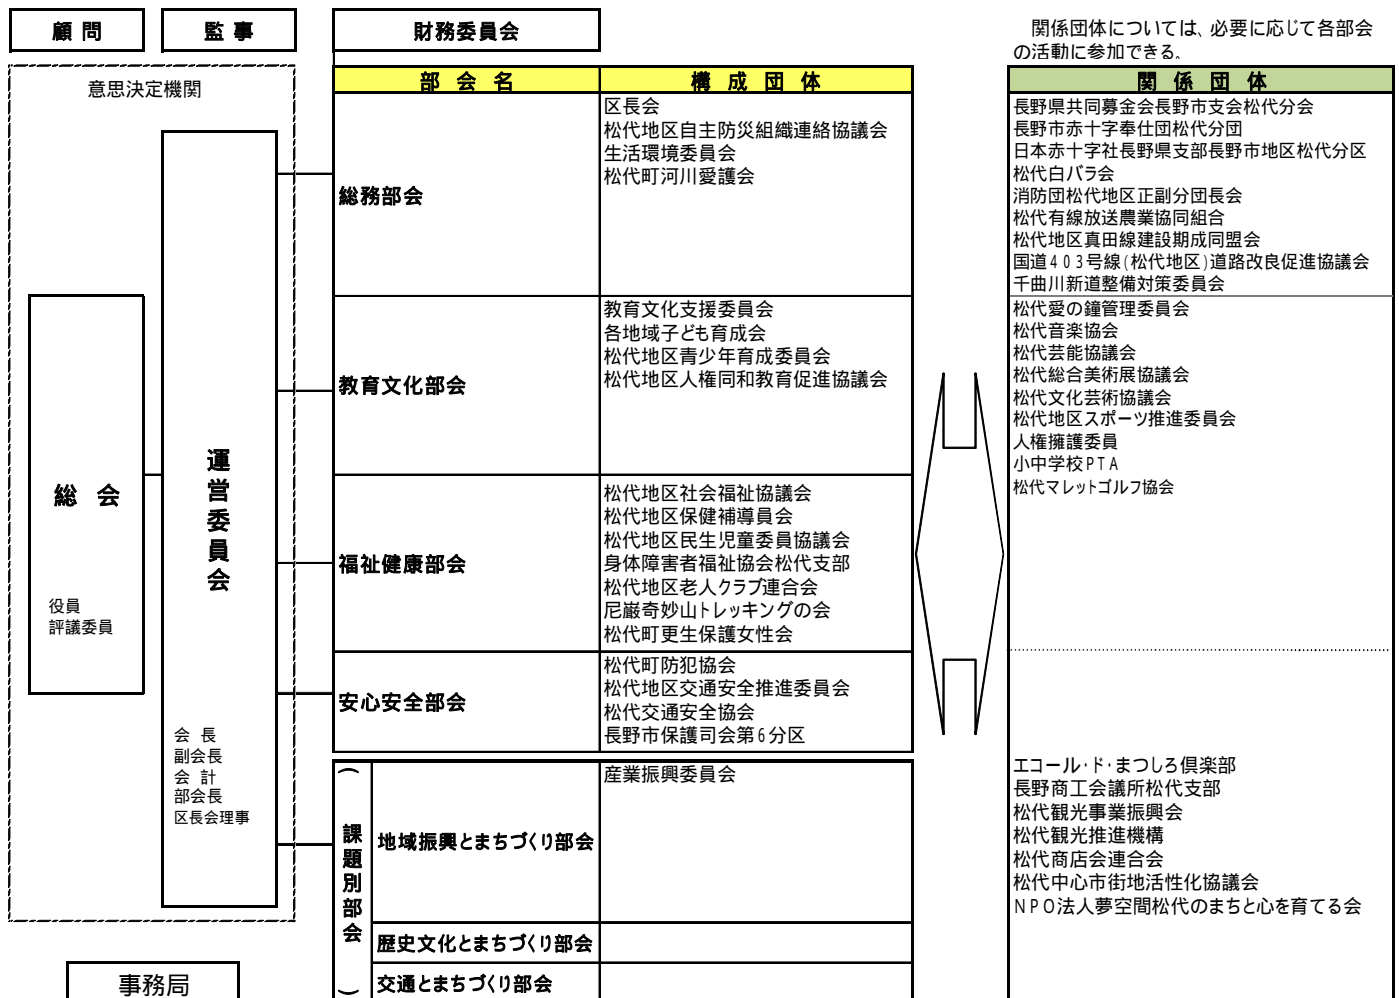 顧 問
監 事
財務委員会
関係団体については、必要に応じて各部会
の活動に参加できる。
意思決定機関
総 会
役員
評議委員
運営委員会
会 長
副会長
会 計
部会長
区長会理事
事務局
部 会 名
構 成 団 体
総務部会
区長会
松代地区自主防災組織連絡協議会
生活環境委員会
松代町河川愛護会
教育文化部会
教育文化支援委員会
各地域子ども育成会
松代地区青少年育成委員会
松代地区人権同和教育促進協議会
福祉健康部会
松代地区社会福祉協議会
松代地区保健補導員会
松代地区民生児童委員協議会
身体障害者福祉協会松代支部
松代地区老人クラブ連合会
尼巌奇妙山トレッキングの会
松代町更生保護女性会
安心安全部会
松代町防犯協会
松代地区交通安全推進委員会
松代交通安全協会
長野市保護司会第6分区
(課題別部会)
地域振興とまちづくり部会
産業振興委員会
歴史文化とまちづくり部会
交通とまちづくり部会
関 係 団 体
長野県共同募金会長野市支会松代分会
長野市赤十字奉仕団松代分団
日本赤十字社長野県支部長野市地区松代分区
松代白バラ会
消防団松代地区正副分団長会
松代有線放送農業協同組合
松代地区真田線建設期成同盟会
国道403号線(松代地区)道路改良促進協議会
千曲川新道整備対策委員会
松代愛の鐘管理委員会
松代音楽協会
松代芸能協議会
松代総合美術展協議会
松代文化芸術協議会
松代地区スポーツ推進委員会
人権擁護委員
小中学校PTA
松代マレットゴルフ協会
エコール・ド・まつしろ倶楽部
長野商工会議所松代支部
松代観光事業振興会
松代観光推進機構
松代商店会連合会
松代中心市街地活性化協議会
NPO法人夢空間松代のまちと心を育てる会